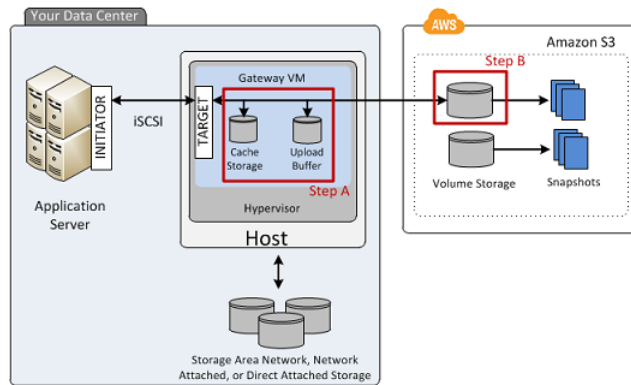 Your Data Center
AWS
Amazon S3
Step B
Gateway VM
INITIATOR
iSCSI
TARGET
Cache
Storage
Upload
Buffer
Step A
Volume Storage
Snapshots
Application
Server
Hypervisor
Host
Storage Area Network, Network
Attached, or Direct Attached Storage